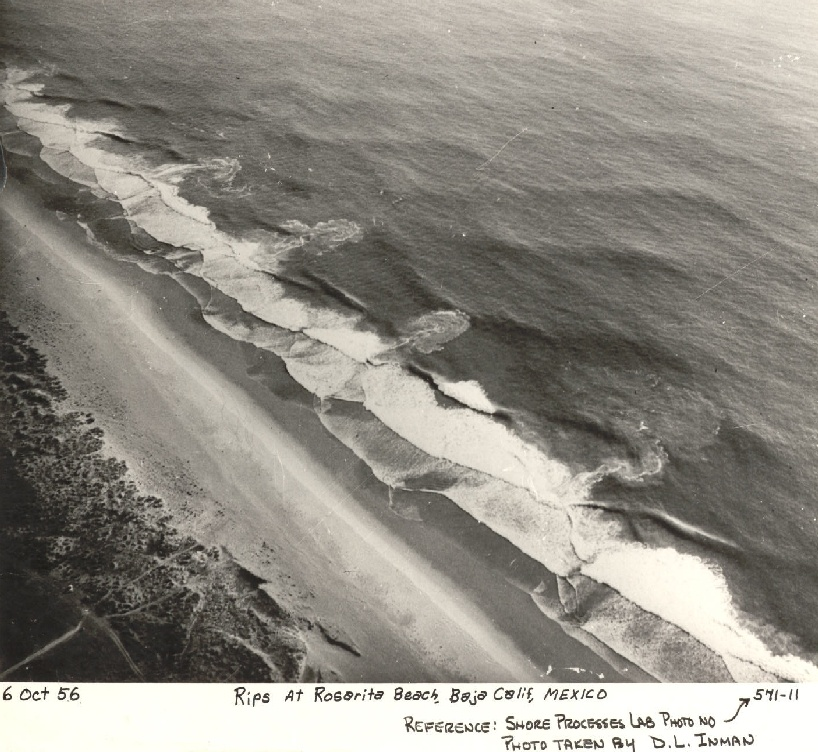 6 Oct 56 Rips At Rosarita Beach, Baja Calif, MEXICO 571-11
REFERENCE: SHORE PROCESSES LAB PHOTO NO
PHOTO TAKEN BY D.L. INMAN